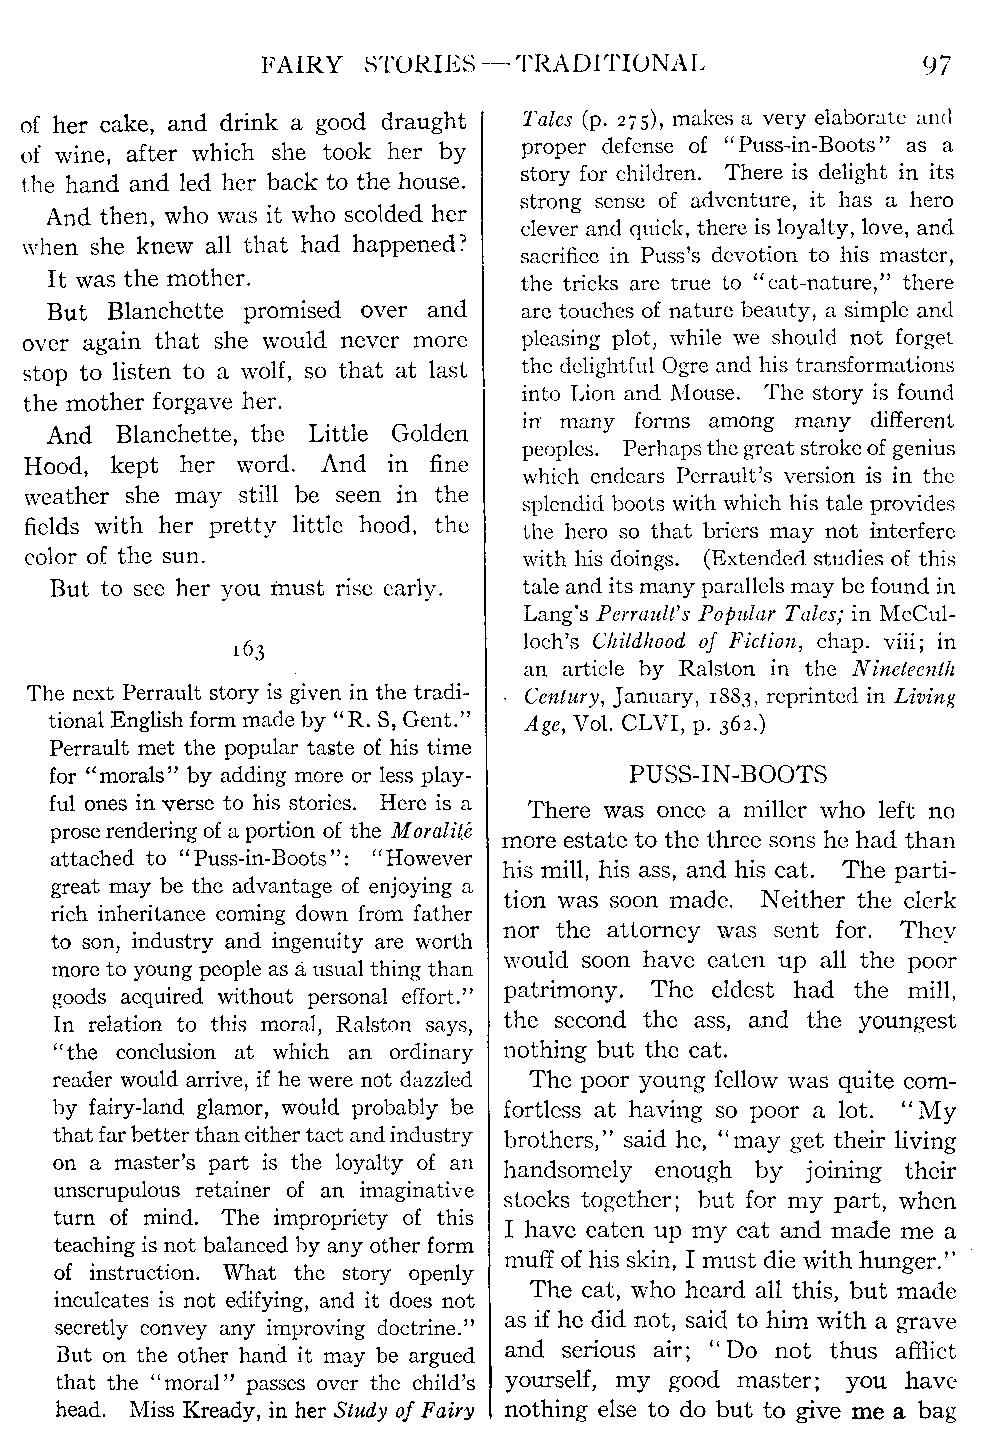 FAIRY STORIES—TRADITIONAL 97
of her cake, and drink a good draught
of wine, after which she took her by
the hand and led her back to the house.
And then, who was it who scolded her
when she knew all that had happened?
It was the mother.
But Blanchette promised over and
over again that she would never more
stop to listen to a wolf, so that at last
the mother forgave her.
And Blanchette, the Little Golden
Hood, kept her word. And in fine
weather she may still be seen in the
fields with her pretty little hood, the
color of the sun.
But to see her you must rise early.
163
The next Perrault story is given in the tradi-
tional English form made by “R. S, Gent.”
Perrault met the popular taste of his time
for “morals” by adding more or less play-
ful ones in verse to his stories. Here is a
prose rendering of a portion of the Moralité
attached to “Puss-in-Boots”: “However
great may be the advantage of enjoying a
rich inheritance coming down from father
to son, industry and ingenuity are worth
more to young people as a usual thing than
goods acquired without personal effort.”
In relation to this moral, Ralston says,
“the conclusion at which an ordinary
reader would arrive, if he were not dazzled
by fairy-land glamor, would probably be
that far better than either tact and industry
on a master’s part is the loyalty of an
unscrupulous retainer of an imaginative
turn of mind. The impropriety of this
teaching is not balanced by any other form
of instruction. What the story openly
inculcates is not edifying, and it does not
secretly convey any improving doctrine.”
But on the other hand it may be argued
that the “moral” passes over the child’s
head. Miss Kready, in her Study of Fairy
Tales (p. 275), makes a very elaborate and
proper defense of “Puss-in-Boots” as a
story for children. There is delight in its
strong sense of adventure, it has a hero
clever and quick, there is loyalty, love, and
sacrifice in Puss’s devotion to his master,
the tricks are true to “cat-nature,” there
are touches of nature beauty, a simple and
pleasing plot, while we should not forget
the delightful Ogre and his transformations
into Lion and Mouse. The story is found
in many forms among many different
peoples. Perhaps the great stroke of genius
which endears Perrault’s version is in the
splendid boots with which his tale provides
the hero so that briers may not interfere
with his doings. (Extended studies of this
tale and its many parallels may be found in
Lang’s Perrault’s Popular Tales; in McCul-
loch’s Childhood of Fiction, chap. viii; in
an article by Ralston in the Nineteenth
Century, January, 1883, reprinted in Living
Age, Vol. CLVI, p. 362.)
PUSS-IN-BOOTS
There was once a miller who left no
more estate to the three sons he had than
his mill, his ass, and his cat. The parti-
tion was soon made. Neither the clerk
nor the attorney was sent for. They
would soon have eaten up all the poor
patrimony. The eldest had the mill,
the second the ass, and the youngest
nothing but the cat.
The poor young fellow was quite com-
fortless at having so poor a lot. “My
brothers,” said he, “may get their living
handsomely enough by joining their
stocks together; but for my part, when
I have eaten up my cat and made me a
muff of his skin, I must die with hunger.”
The cat, who heard all this, but made
as if he did not, said to him with a grave
and serious air; “Do not thus afflict
yourself, my good master; you have
nothing else to do but to give me a bag